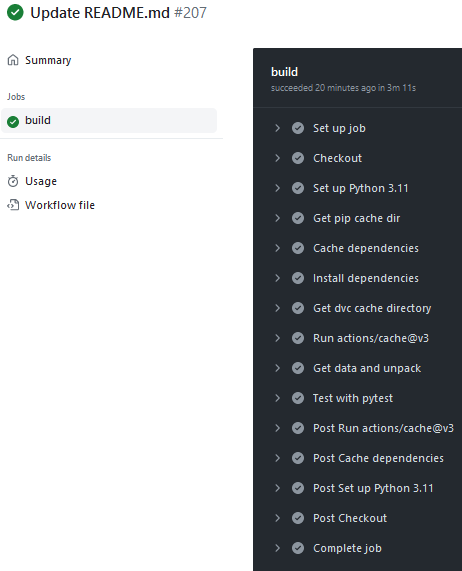 Update README.md #207
Summary
Jobs
build
Run details
Usage
Workflow file
build
succeeded 20 minutes ago in 3m 11s
Set up job
Checkout
Set up Python 3.11
Get pip cache dir
Cache dependencies
Install dependencies
Get dvc cache directory
Run actions/cache@v3
Get data and unpack
Test with pytest
Post Run actions/cache@v3
Post Cache dependencies
Post Set up Python 3.11
Post Checkout
Complete job